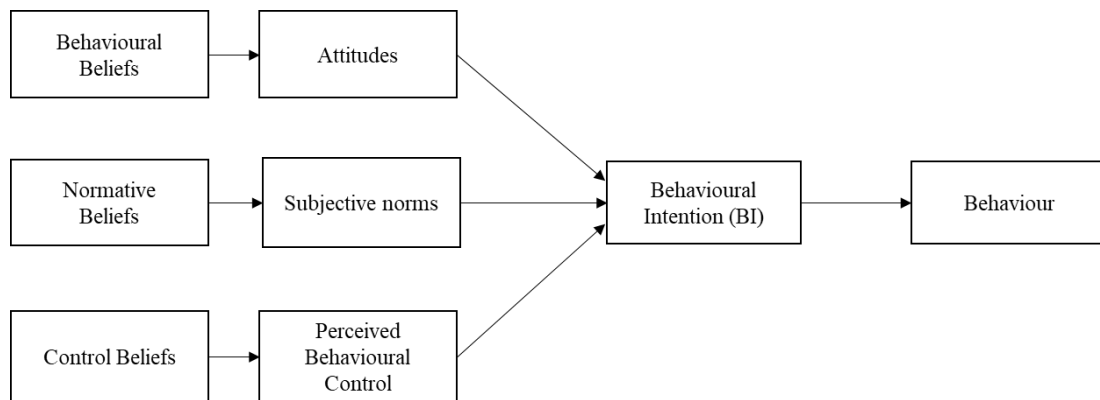 Behavioural
Beliefs
Attitudes
Normative
Beliefs
Subjective norms
Behavioural
Intention (BI)
Behaviour
Control Beliefs
Perceived
Behavioural
Control